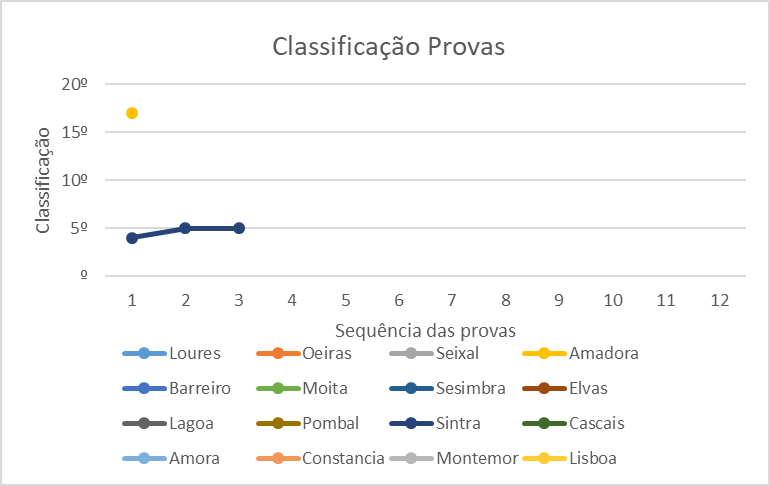 Classificação Provas
20º
15º
10º
5º
º
Classificação
1 2 3 4 5 6 7 8 9 10 11 12
Sequência das provas
Loures Oeiras Seixal Amadora
Barreiro Moita Sesimbra Elvas
Lagoa Pombal Sintra Cascais
Amora Constancia Montemor Lisboa